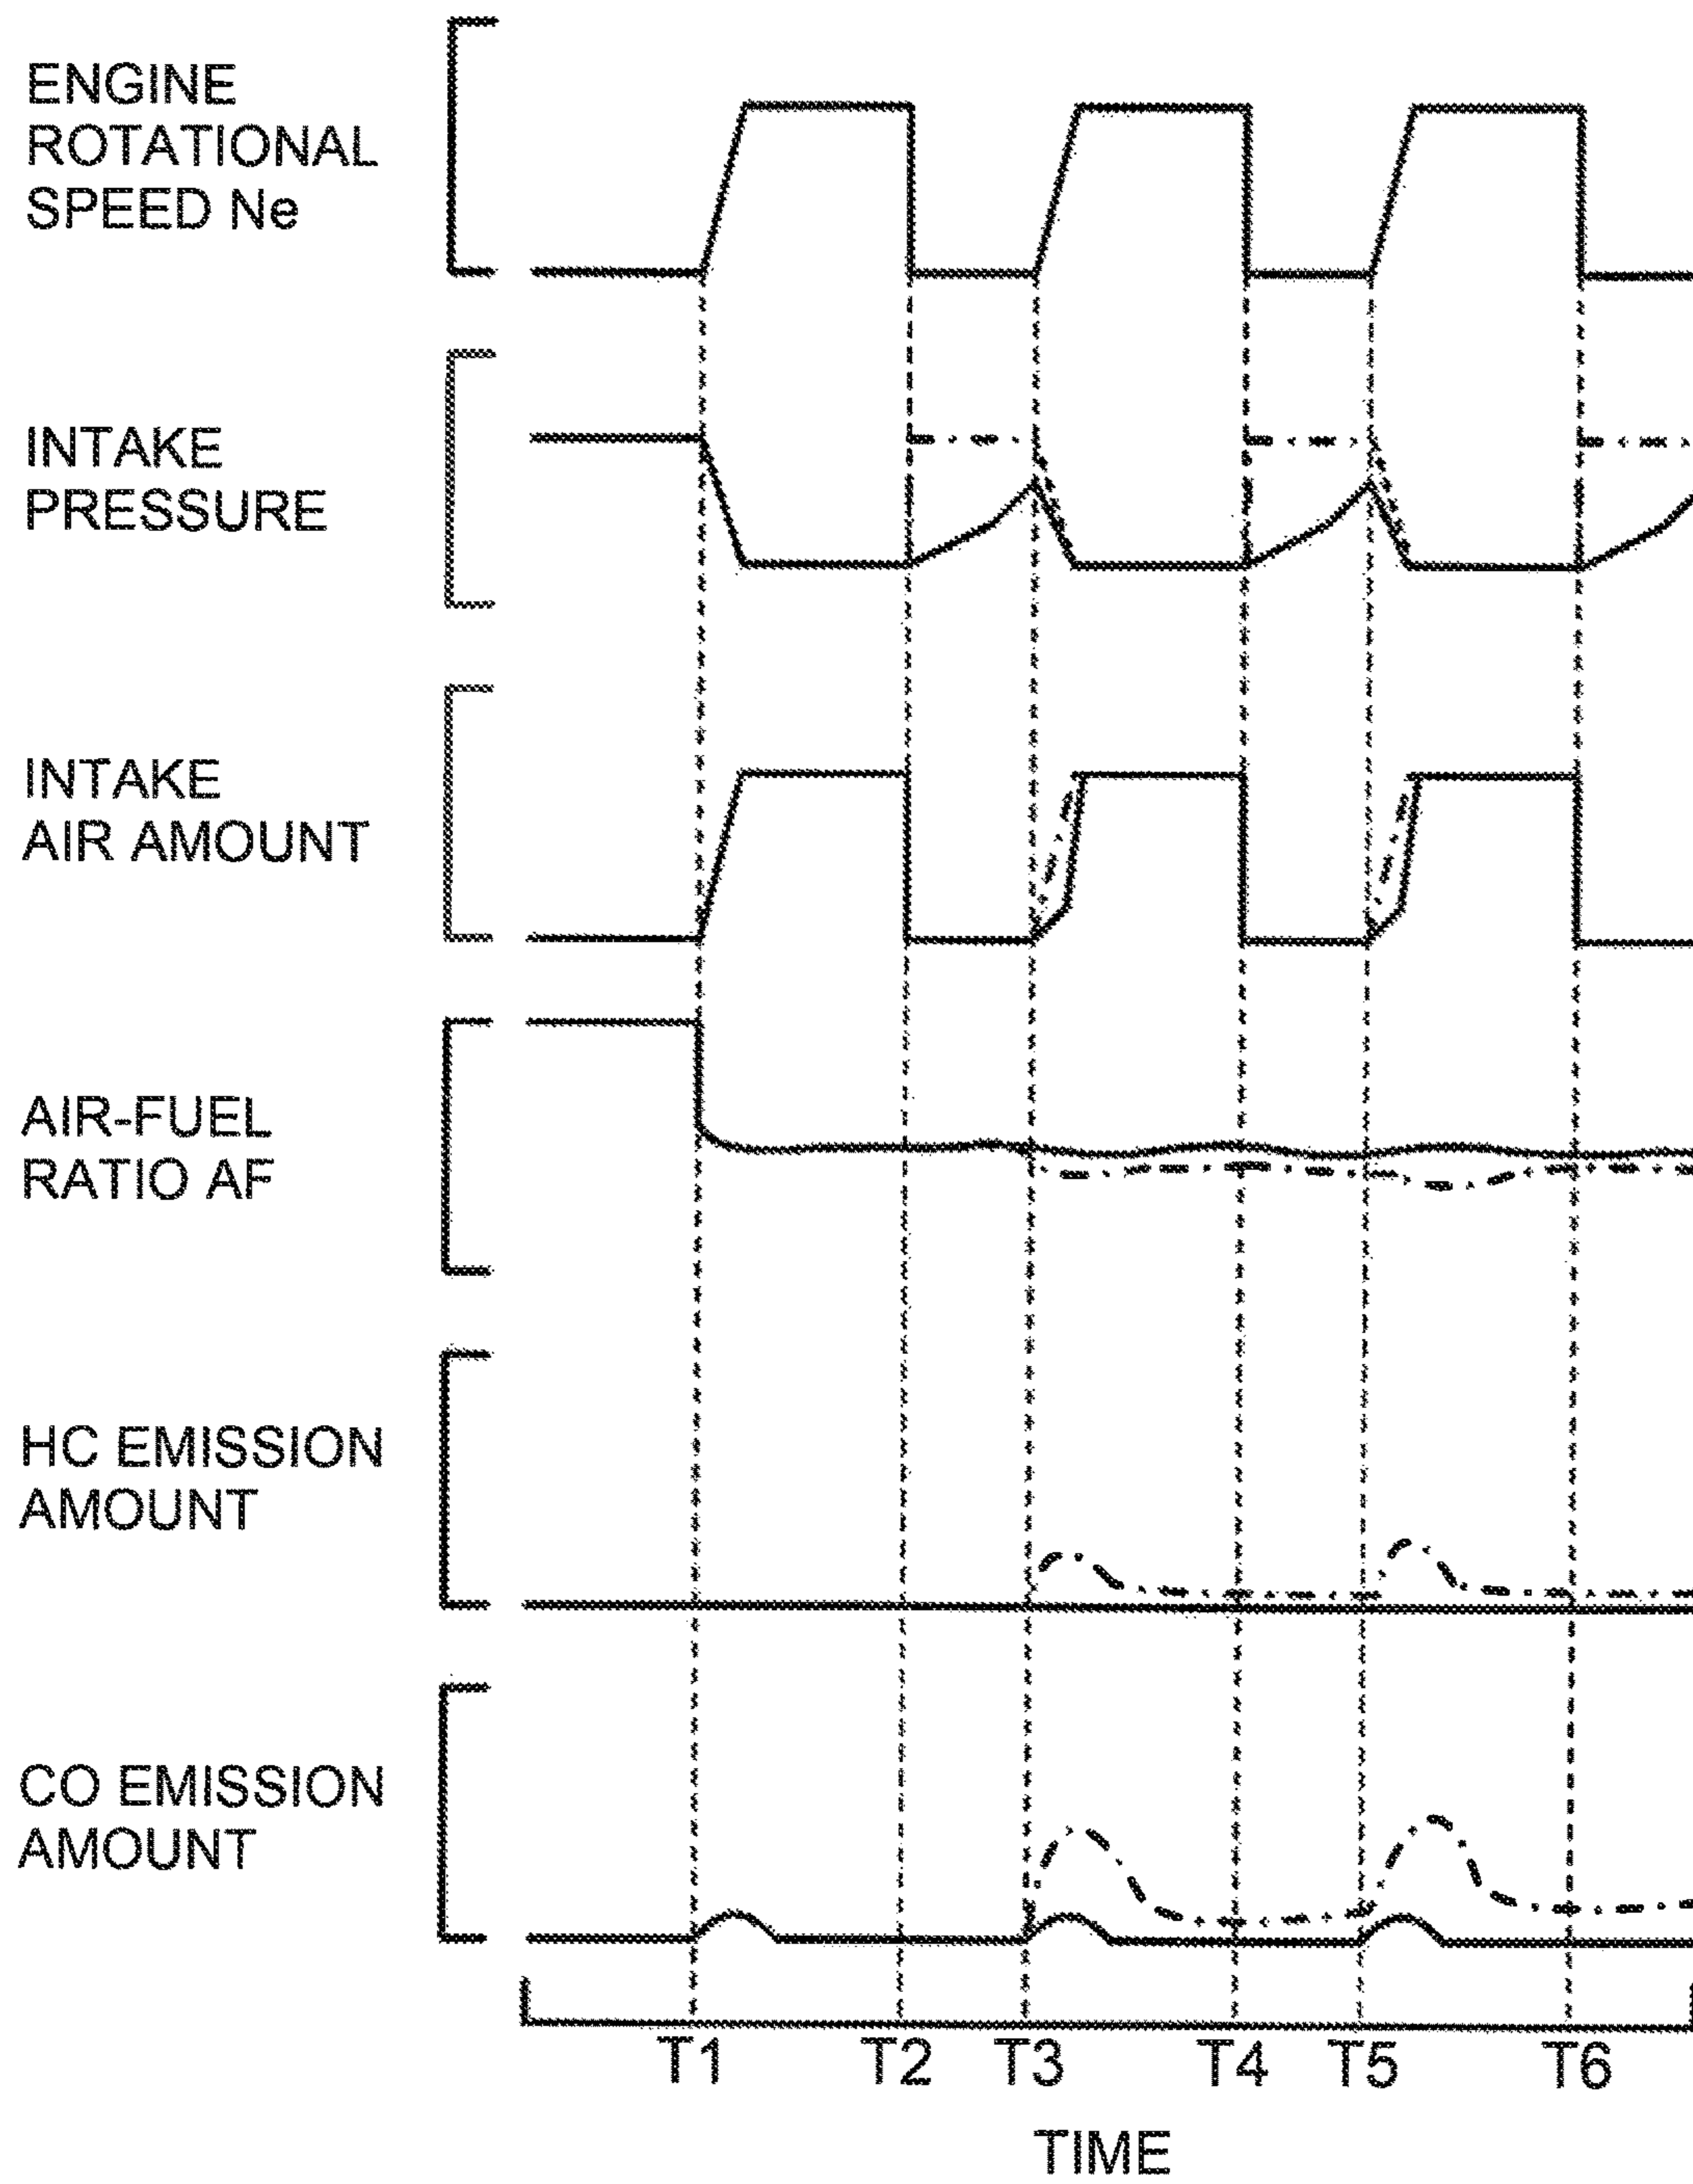 ENGINE
ROTATIONAL
SPEED Ne
INTAKE
PRESSURE
INTAKE
AIR AMOUNT
AIR-FUEL
RATIO AF
HC EMISSION
AMOUNT
CO EMISSION
AMOUNT
T1 T2 T3 T4 T5 T6
TIME